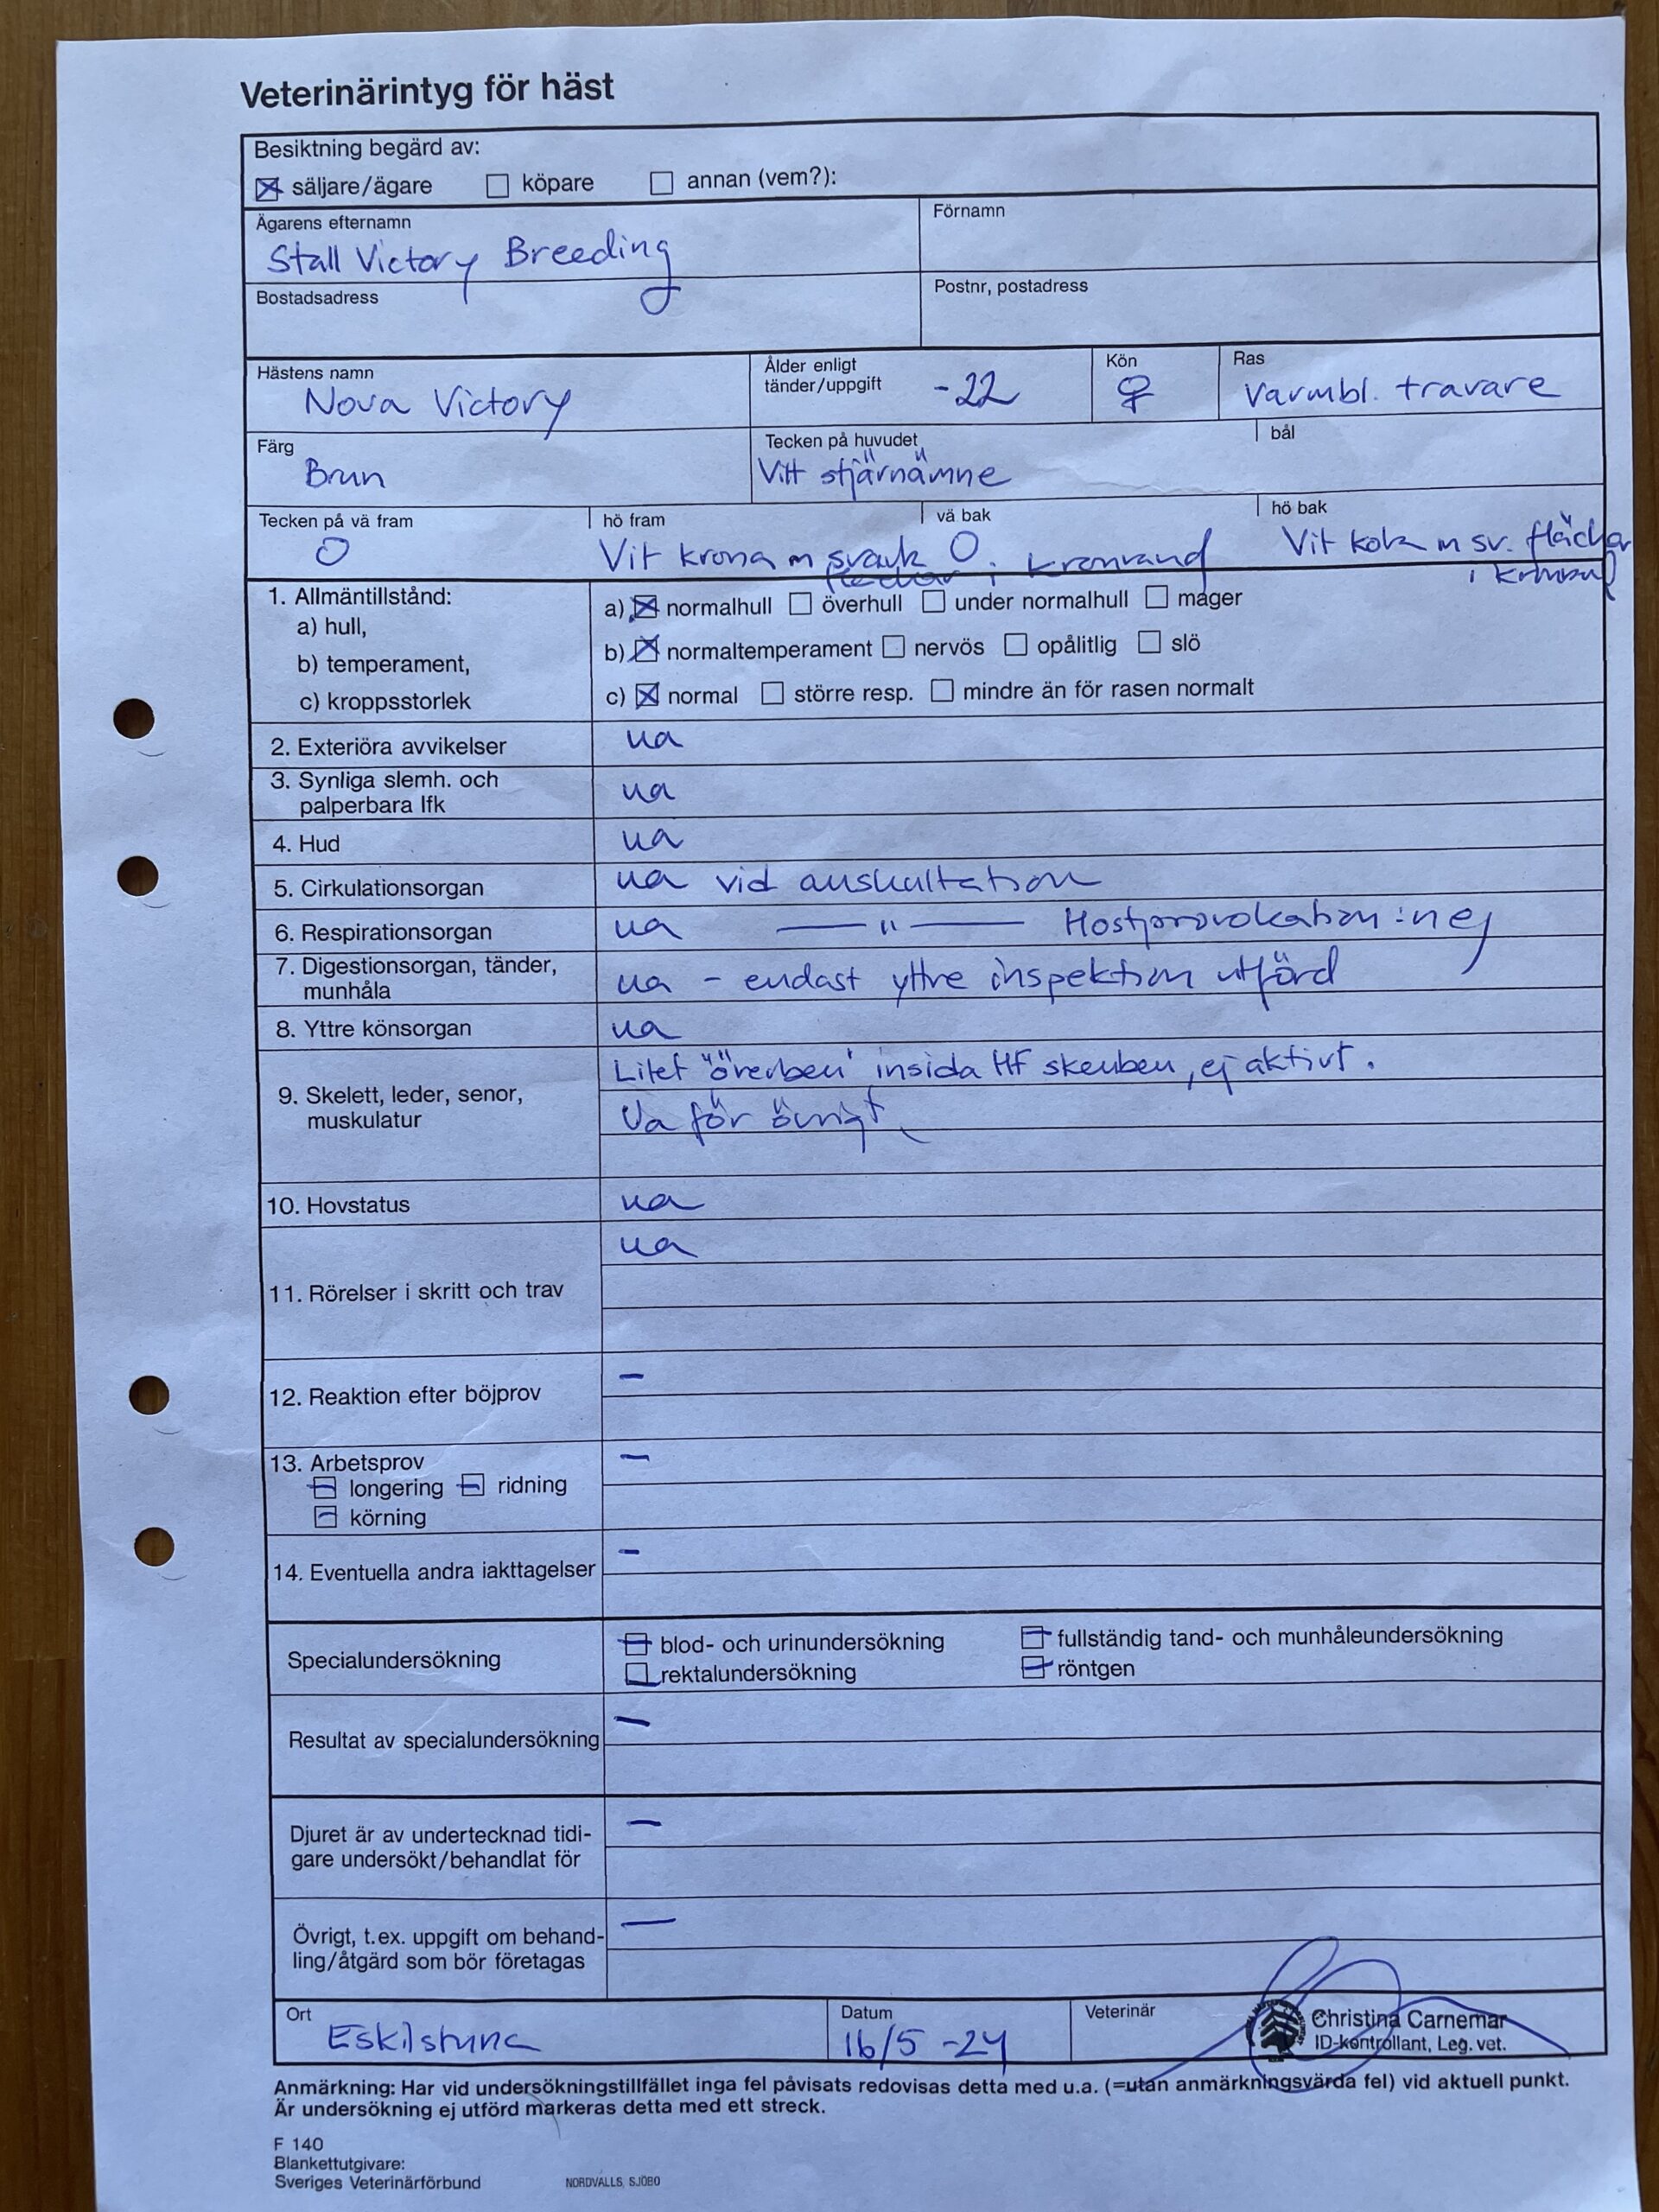 Veterinärintyg för häst
Besiktning begärd av:
säljare/ägare köpare annan (vem?):
Ägarens efternamn Förnamn
Stall Victory Breeding
Bostadsadress Postnr, postadress
Hästens namn Ålder enligt tänder/uppgift -22 Kön ♀ Ras
Nova Victory Varmbl. travare
Färg Tecken på huvudet bål
Brun Vitt stjärnämne
Tecken på vä fram hö fram vä bak hö bak
O Vit krona m svarta O Vit kota m sv. fläckar
fläckar i kronrand i kronrand
1. Allmäntillstånd:
a) hull, a) normalhull överhull under normalhull mager
b) temperament, b) normaltemperament nervös opålitlig slö
c) kroppsstorlek c) normal större resp. mindre än för rasen normalt
2. Exteriöra avvikelser ua
3. Synliga slemh. och
palperbara lfk ua
4. Hud ua
5. Cirkulationsorgan ua vid auskultation
6. Respirationsorgan ua —"— Hostprovokation: nej
7. Digestionsorgan, tänder,
munhåla ua - endast yttre inspektion utförd
8. Yttre könsorgan ua
9. Skelett, leder, senor,
muskulatur
Litet "överben" insida HF skenben, ej aktivt.
Ua för övrigt
10. Hovstatus ua
11. Rörelser i skritt och trav ua
12. Reaktion efter böjprov –
13. Arbetsprov –
longering ridning
körning
14. Eventuella andra iakttagelser –
Specialundersökning
blod- och urinundersökning fullständig tand- och munhåleundersökning
rektalundersökning röntgen
Resultat av specialundersökning –
Djuret är av undertecknad tidi-
gare undersökt/behandlat för –
Övrigt, t.ex. uppgift om behand-
ling/åtgärd som bör företagas –
Ort Datum Veterinär
Eskilstuna 16/5 -24 Christina Carnemar
ID-kontrollant, Leg. vet.
Anmärkning: Har vid undersökningstillfället inga fel påvisats redovisas detta med u.a. (=utan anmärkningsvärda fel) vid aktuell punkt.
Är undersökning ej utförd markeras detta med ett streck.
F 140
Blankettutgivare:
Sveriges Veterinärförbund NORDVALLS, SJÖBO